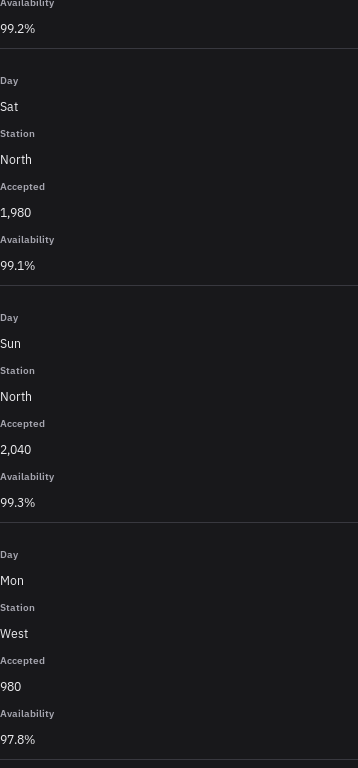 Availability
99.2%
Day
Sat
Station
North
Accepted
1,980
Availability
99.1%
Day
Sun
Station
North
Accepted
2,040
Availability
99.3%
Day
Mon
Station
West
Accepted
980
Availability
97.8%